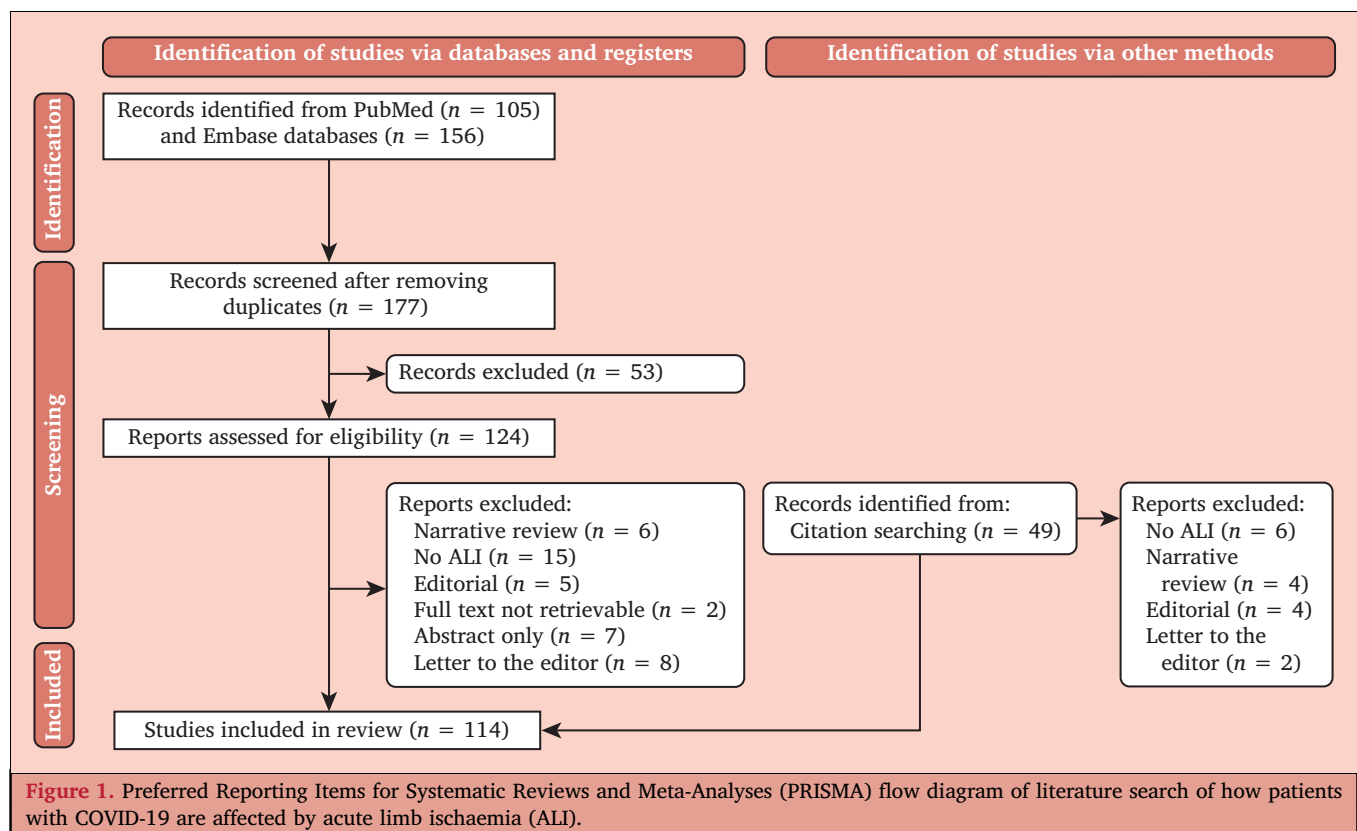 Identification of studies via databases and registers
Identification of studies via other methods
Identification
Records identified from PubMed (n = 105)
and Embase databases (n = 156)
Screening
Records screened after removing
duplicates (n = 177)
Records excluded (n = 53)
Reports assessed for eligibility (n = 124)
Reports excluded:
Narrative review (n = 6)
No ALI (n = 15)
Editorial (n = 5)
Full text not retrievable (n = 2)
Abstract only (n = 7)
Letter to the editor (n = 8)
Records identified from:
Citation searching (n = 49)
Reports excluded:
No ALI (n = 6)
Narrative
review (n = 4)
Editorial (n = 4)
Letter to the
editor (n = 2)
Included
Studies included in review (n = 114)
Figure 1. Preferred Reporting Items for Systematic Reviews and Meta-Analyses (PRISMA) flow diagram of literature search of how patients
with COVID-19 are affected by acute limb ischaemia (ALI).